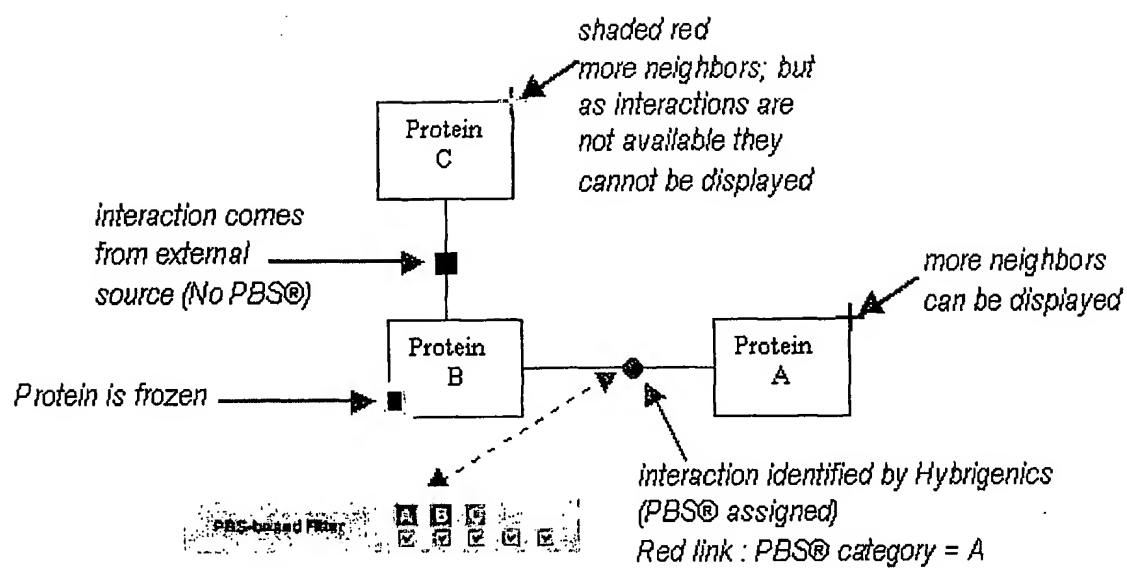 shaded red
more neighbors; but
as interactions are
not available they
cannot be displayed
Protein
C
interaction comes
from external
source (No PBS®)
more neighbors
can be displayed
Protein
B
Protein
A
Protein is frozen
interaction identified by Hybrigenics
(PBS® assigned)
Red link : PBS® category = A
PBS-based Filter
A B C